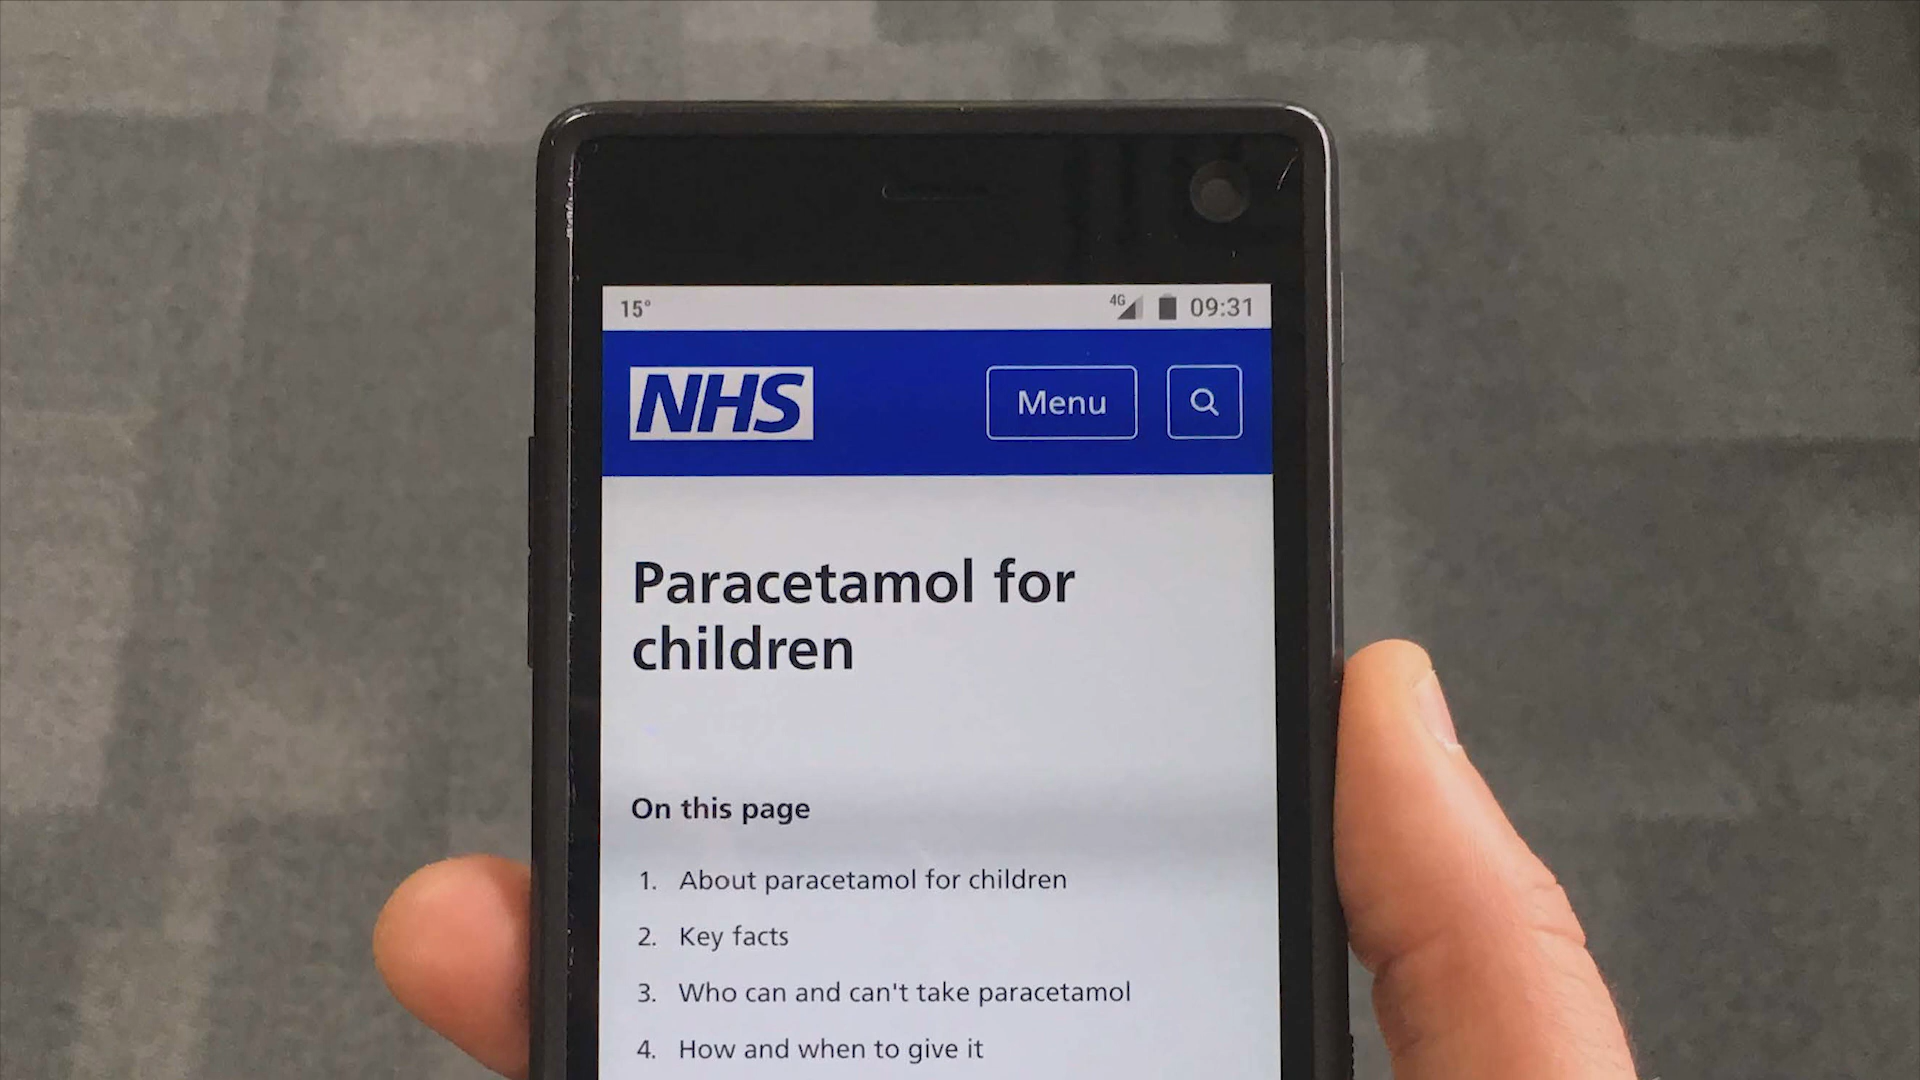 15° 4G 09:31
NHS Menu
Paracetamol for
children
On this page
1. About paracetamol for children
2. Key facts
3. Who can and can't take paracetamol
4. How and when to give it